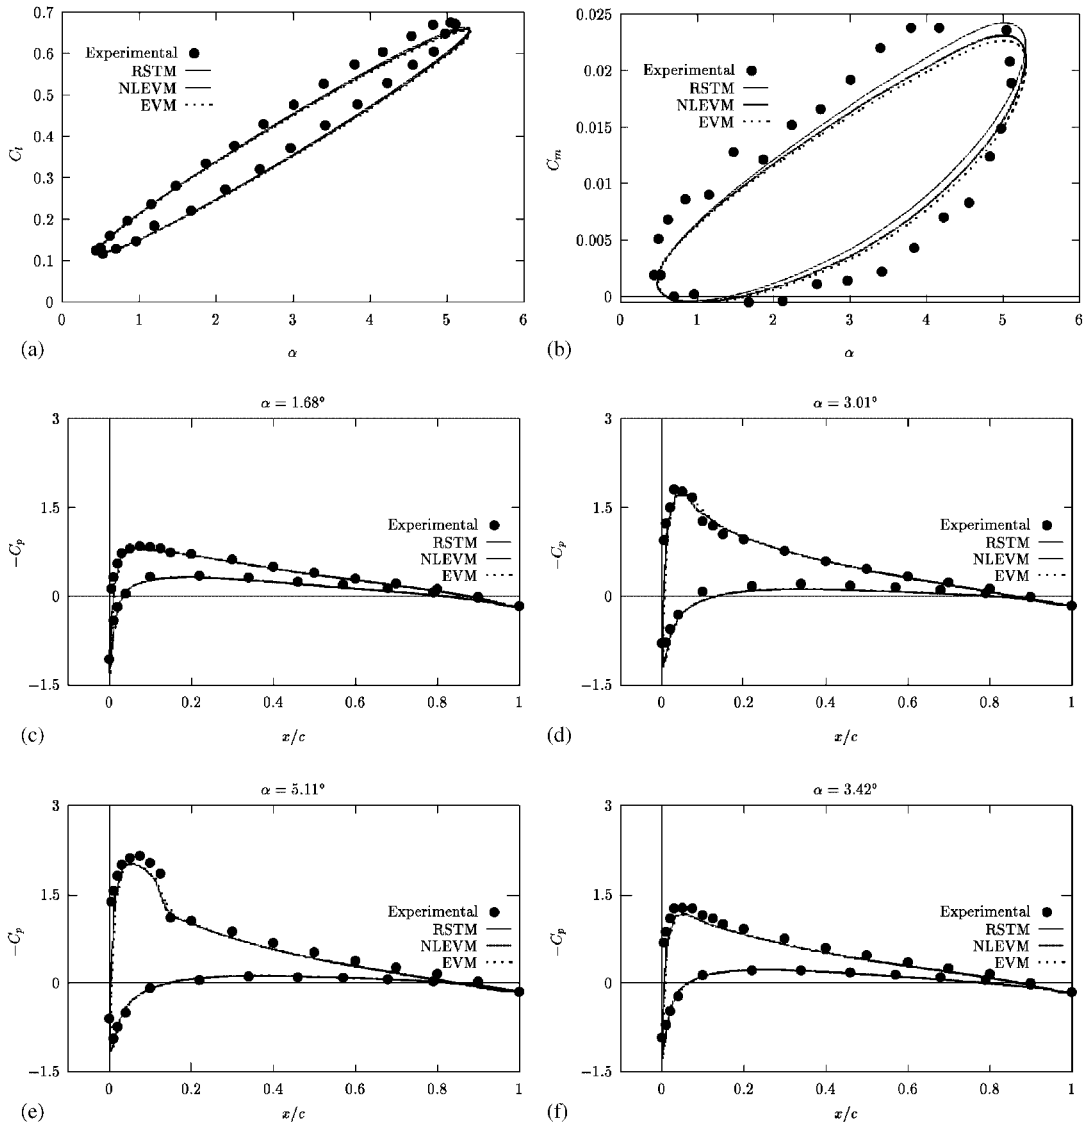 0.7
0.6
0.5
0.4
0.3
0.2
0.1
0
C_l
Experimental
RSTM
NLEVM
EVM
0 1 2 3 4 5 6
(a)
α
0.025
0.02
0.015
0.01
0.005
0
C_m
Experimental
RSTM
NLEVM
EVM
0 1 2 3 4 5 6
(b)
α
α = 1.68°
3
1.5
0
−1.5
−C_p
Experimental
RSTM
NLEVM
EVM
0 0.2 0.4 0.6 0.8 1
(c)
x/c
α = 3.01°
3
1.5
0
−1.5
−C_p
Experimental
RSTM
NLEVM
EVM
0 0.2 0.4 0.6 0.8 1
(d)
x/c
α = 5.11°
3
1.5
0
−1.5
−C_p
Experimental
RSTM
NLEVM
EVM
0 0.2 0.4 0.6 0.8 1
(e)
x/c
α = 3.42°
3
1.5
0
−1.5
−C_p
Experimental
RSTM
NLEVM
EVM
0 0.2 0.4 0.6 0.8 1
(f)
x/c